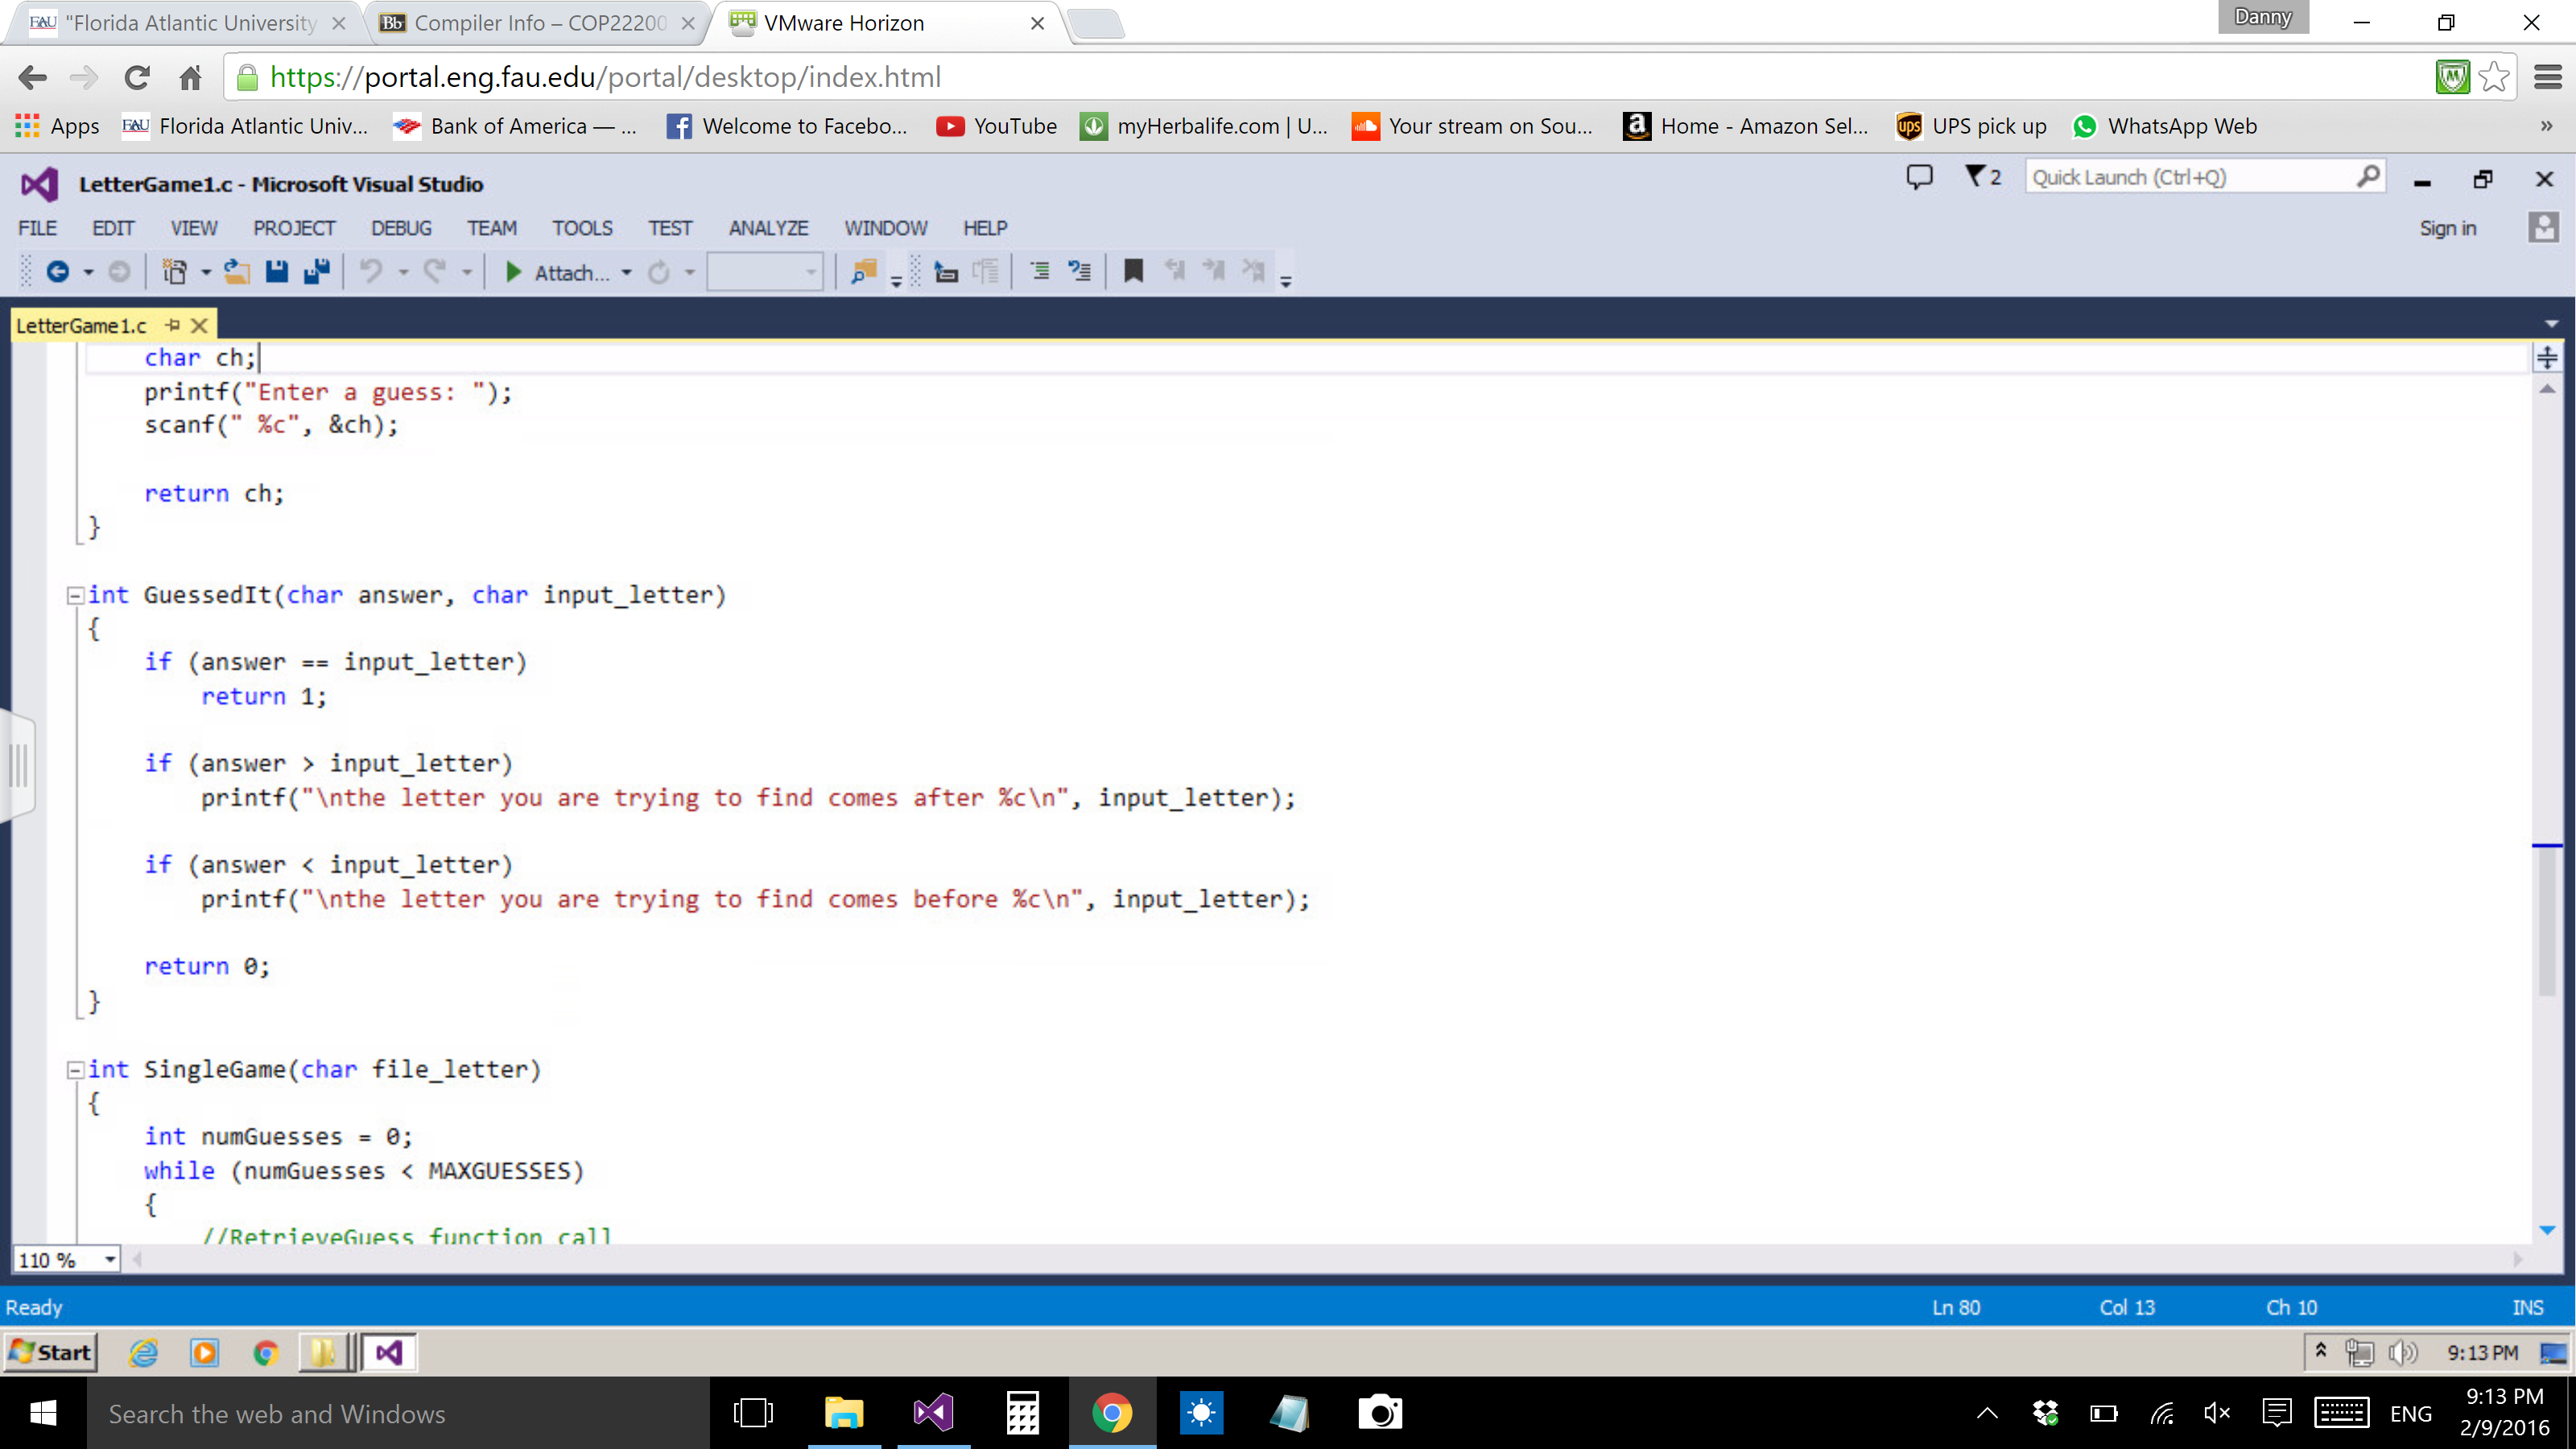 "Florida Atlantic University
Compiler Info – COP22200
VMware Horizon
Danny
https://portal.eng.fau.edu/portal/desktop/index.html
Apps
FAU
Florida Atlantic Univ...
Bank of America — ...
Welcome to Facebo...
YouTube
myHerbalife.com | U...
Your stream on Sou...
Home - Amazon Sel...
UPS pick up
WhatsApp Web
»
LetterGame1.c - Microsoft Visual Studio
2
Quick Launch (Ctrl+Q)
FILE EDIT VIEW PROJECT DEBUG TEAM TOOLS TEST ANALYZE WINDOW HELP
Sign in
Attach...
LetterGame1.c
char ch;
printf("Enter a guess: ");
scanf(" %c", &ch);
return ch;
}
int GuessedIt(char answer, char input_letter)
{
if (answer == input_letter)
return 1;
if (answer > input_letter)
printf("\nthe letter you are trying to find comes after %c\n", input_letter);
if (answer < input_letter)
printf("\nthe letter you are trying to find comes before %c\n", input_letter);
return 0;
}
int SingleGame(char file_letter)
{
int numGuesses = 0;
while (numGuesses < MAXGUESSES)
{
//RetrieveGuess function call
110 %
Ready
Ln 80
Col 13
Ch 10
INS
Start
9:13 PM
Search the web and Windows
ENG
9:13 PM
2/9/2016